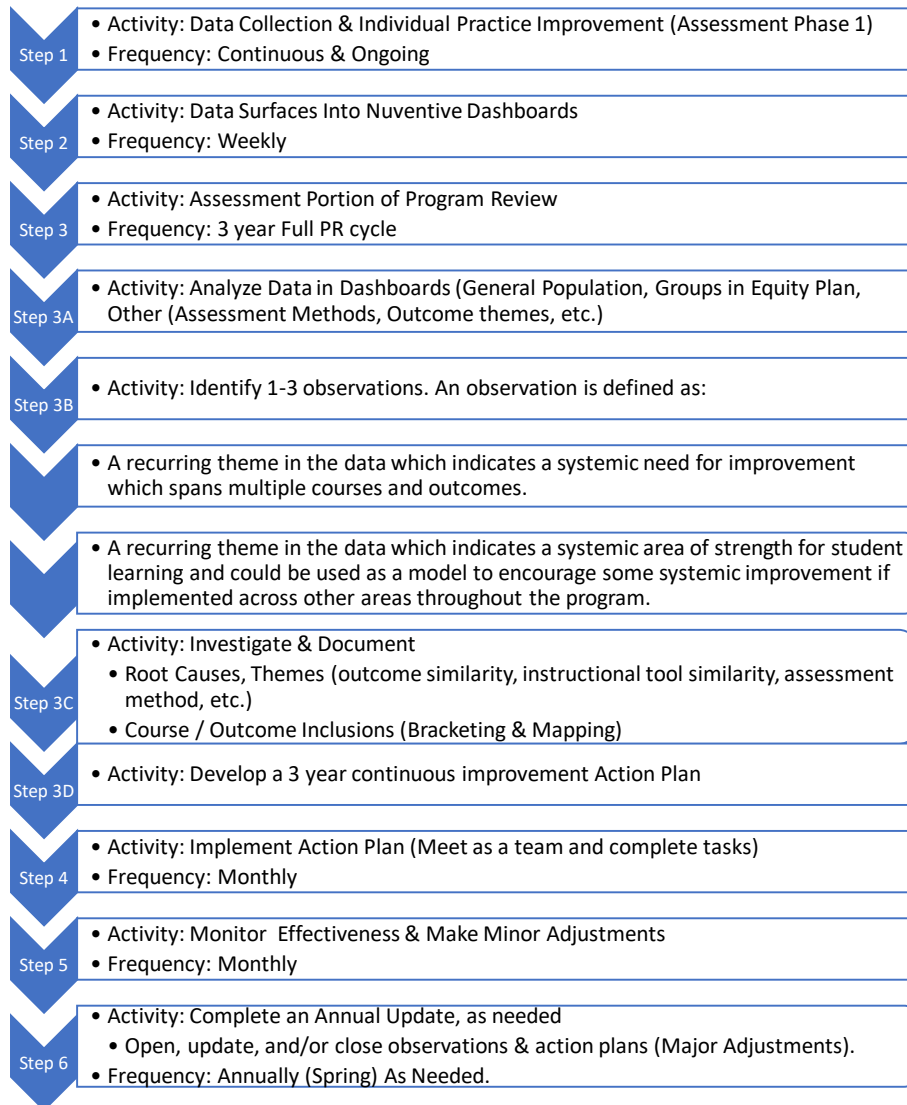 Step 1
• Activity: Data Collection & Individual Practice Improvement (Assessment Phase 1)
• Frequency: Continuous & Ongoing
Step 2
• Activity: Data Surfaces Into Nuventive Dashboards
• Frequency: Weekly
Step 3
• Activity: Assessment Portion of Program Review
• Frequency: 3 year Full PR cycle
Step 3A
• Activity: Analyze Data in Dashboards (General Population, Groups in Equity Plan,
Other (Assessment Methods, Outcome themes, etc.)
Step 3B
• Activity: Identify 1-3 observations. An observation is defined as:
• A recurring theme in the data which indicates a systemic need for improvement
which spans multiple courses and outcomes.
• A recurring theme in the data which indicates a systemic area of strength for student
learning and could be used as a model to encourage some systemic improvement if
implemented across other areas throughout the program.
Step 3C
• Activity: Investigate & Document
• Root Causes, Themes (outcome similarity, instructional tool similarity, assessment
method, etc.)
• Course / Outcome Inclusions (Bracketing & Mapping)
Step 3D
• Activity: Develop a 3 year continuous improvement Action Plan
Step 4
• Activity: Implement Action Plan (Meet as a team and complete tasks)
• Frequency: Monthly
Step 5
• Activity: Monitor Effectiveness & Make Minor Adjustments
• Frequency: Monthly
Step 6
• Activity: Complete an Annual Update, as needed
• Open, update, and/or close observations & action plans (Major Adjustments).
• Frequency: Annually (Spring) As Needed.